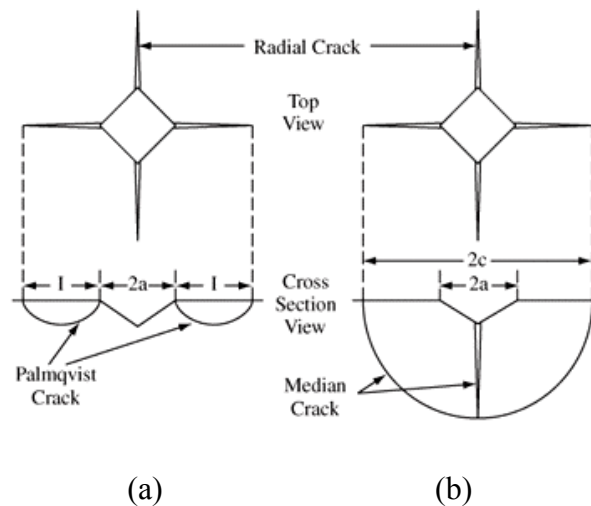 Radial Crack
Top
View
I
2a
I
Cross
Section
View
2c
2a
Palmqvist
Crack
Median
Crack
(a)
(b)